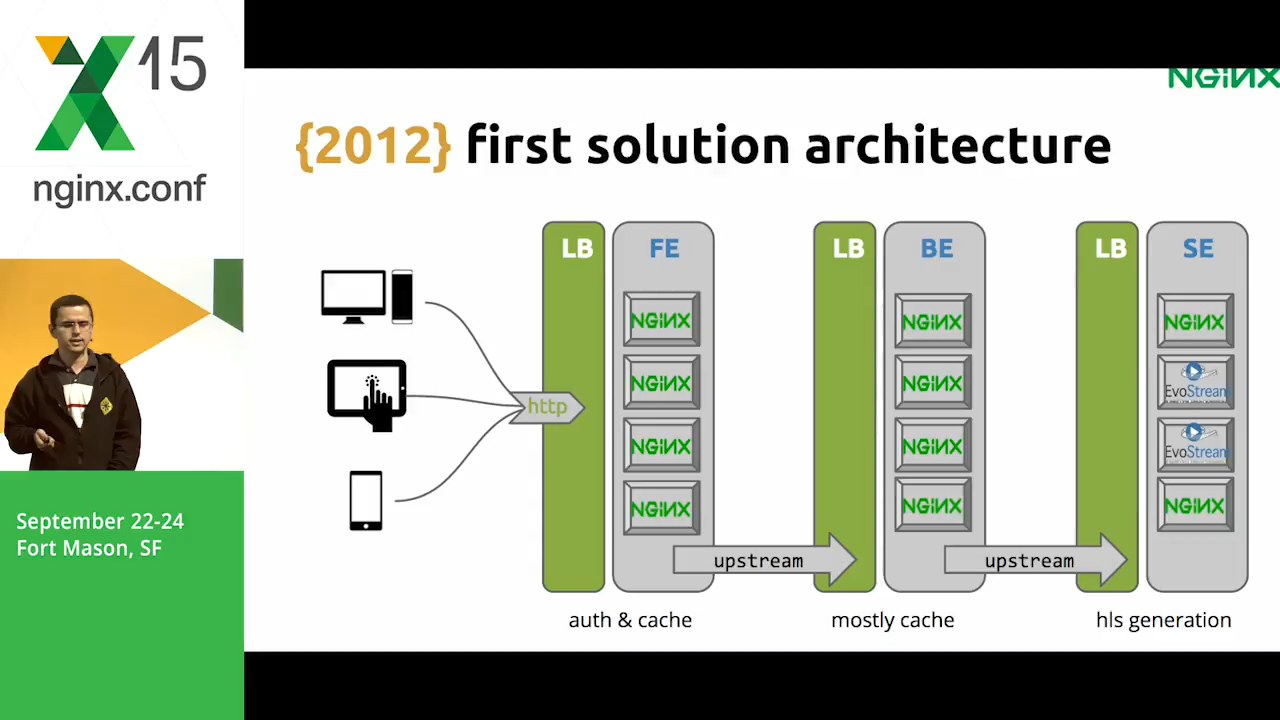 15
nginx.conf
September 22-24
Fort Mason, SF
NGINX
{2012} first solution architecture
LB FE LB BE LB SE
NGINX NGINX NGINX
NGINX NGINX EvoStream
http
NGINX NGINX EvoStream
NGINX NGINX NGINX
upstream upstream
auth & cache mostly cache hls generation